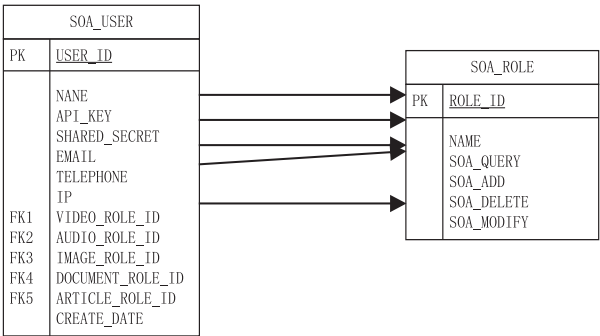 SOA_USER
PK USER_ID
NANE
API_KEY
SHARED_SECRET
EMAIL
TELEPHONE
IP
FK1 VIDEO_ROLE_ID
FK2 AUDIO_ROLE_ID
FK3 IMAGE_ROLE_ID
FK4 DOCUMENT_ROLE_ID
FK5 ARTICLE_ROLE_ID
CREATE_DATE
SOA_ROLE
PK ROLE_ID
NAME
SOA_QUERY
SOA_ADD
SOA_DELETE
SOA_MODIFY